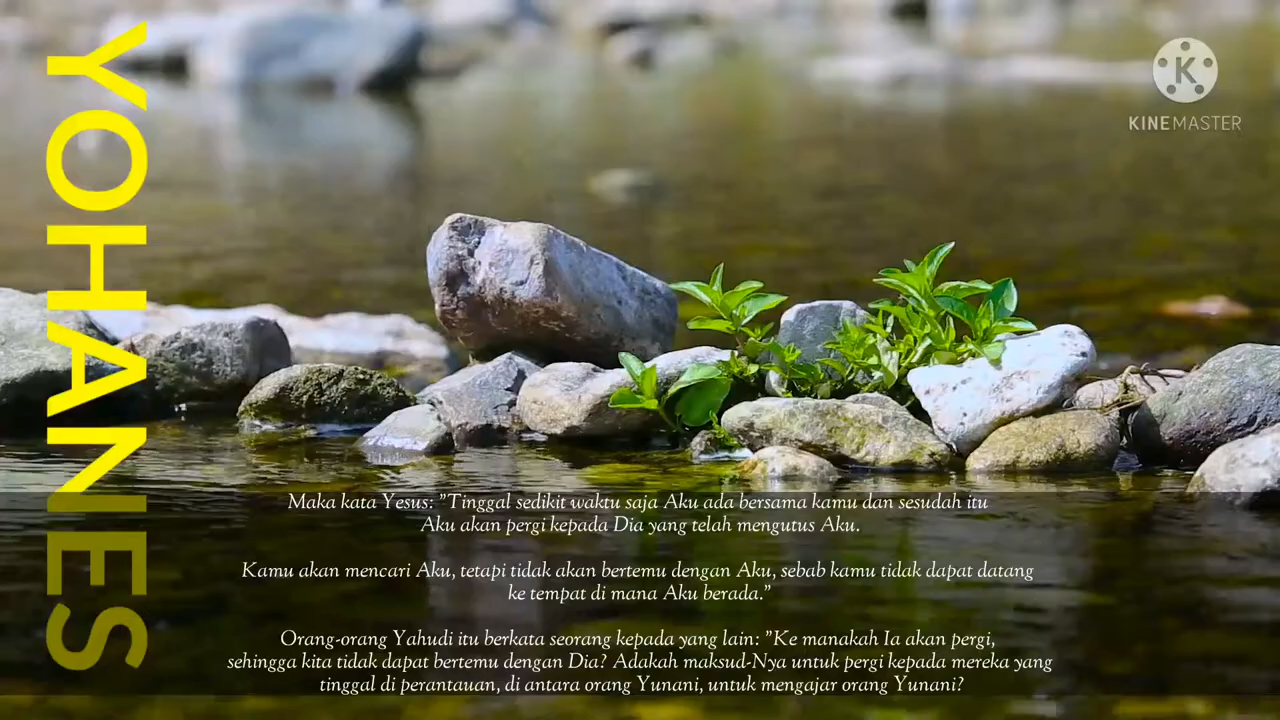 YOHANES
K
KINEMASTER
Maka kata Yesus: "Tinggal sedikit waktu saja Aku ada bersama kamu dan sesudah itu
Aku akan pergi kepada Dia yang telah mengutus Aku.
Kamu akan mencari Aku, tetapi tidak akan bertemu dengan Aku, sebab kamu tidak dapat datang
ke tempat di mana Aku berada."
Orang-orang Yahudi itu berkata seorang kepada yang lain: "Ke manakah Ia akan pergi,
sehingga kita tidak dapat bertemu dengan Dia? Adakah maksud-Nya untuk pergi kepada mereka yang
tinggal di perantauan, di antara orang Yunani, untuk mengajar orang Yunani?